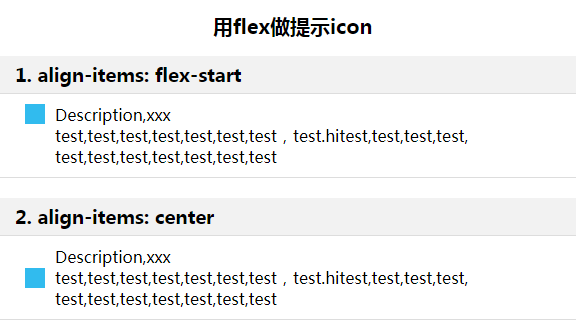 用flex做提示icon
1. align-items: flex-start
Description,xxx
test,test,test,test,test,test,test，test.hitest,test,test,test,
test,test,test,test,test,test,test
2. align-items: center
Description,xxx
test,test,test,test,test,test,test，test.hitest,test,test,test,
test,test,test,test,test,test,test